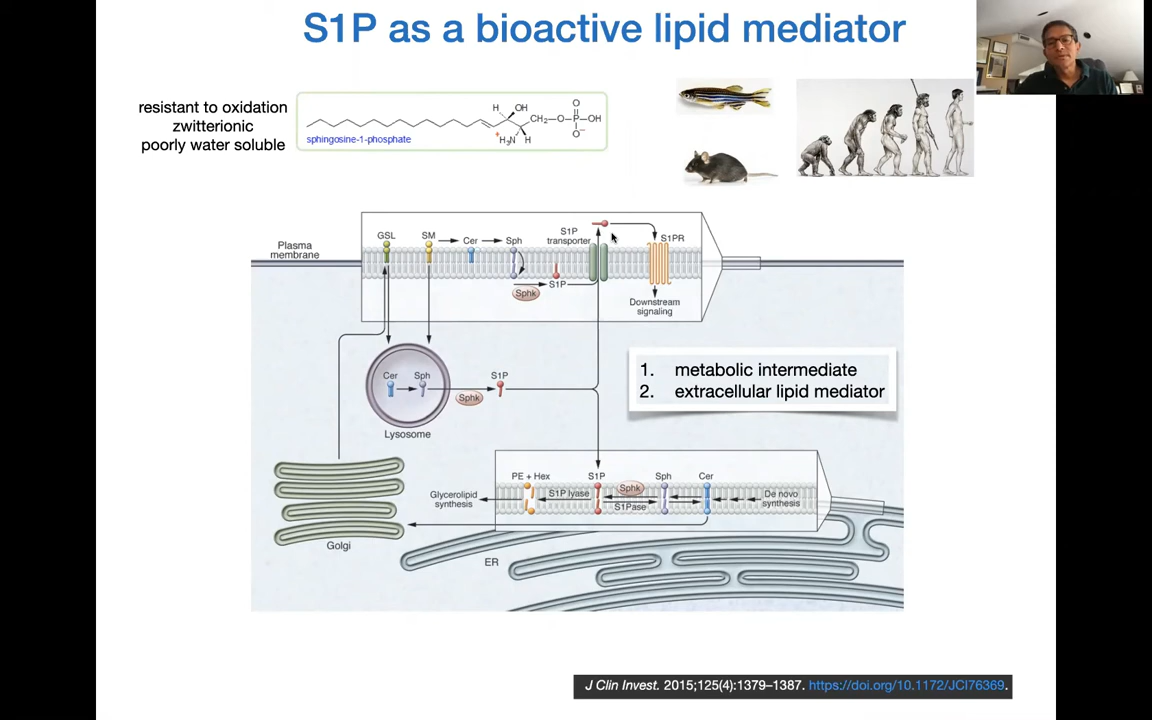 S1P as a bioactive lipid mediator
resistant to oxidation
zwitterionic
poorly water soluble
H OH
O
CH₂—O—P—OH
O⁻
+
H₃N H
sphingosine-1-phosphate
Plasma
membrane
GSL
SM
Cer
Sph
S1P
transporter
S1PR
Sphk
S1P
Downstream
signaling
1. metabolic intermediate
2. extracellular lipid mediator
Cer
Sph
S1P
Sphk
Lysosome
Golgi
ER
Glycerolipid
synthesis
PE + Hex
S1P lyase
S1P
Sphk
S1Pase
Sph
Cer
De novo
synthesis
J Clin Invest. 2015;125(4):1379–1387. https://doi.org/10.1172/JCI76369.